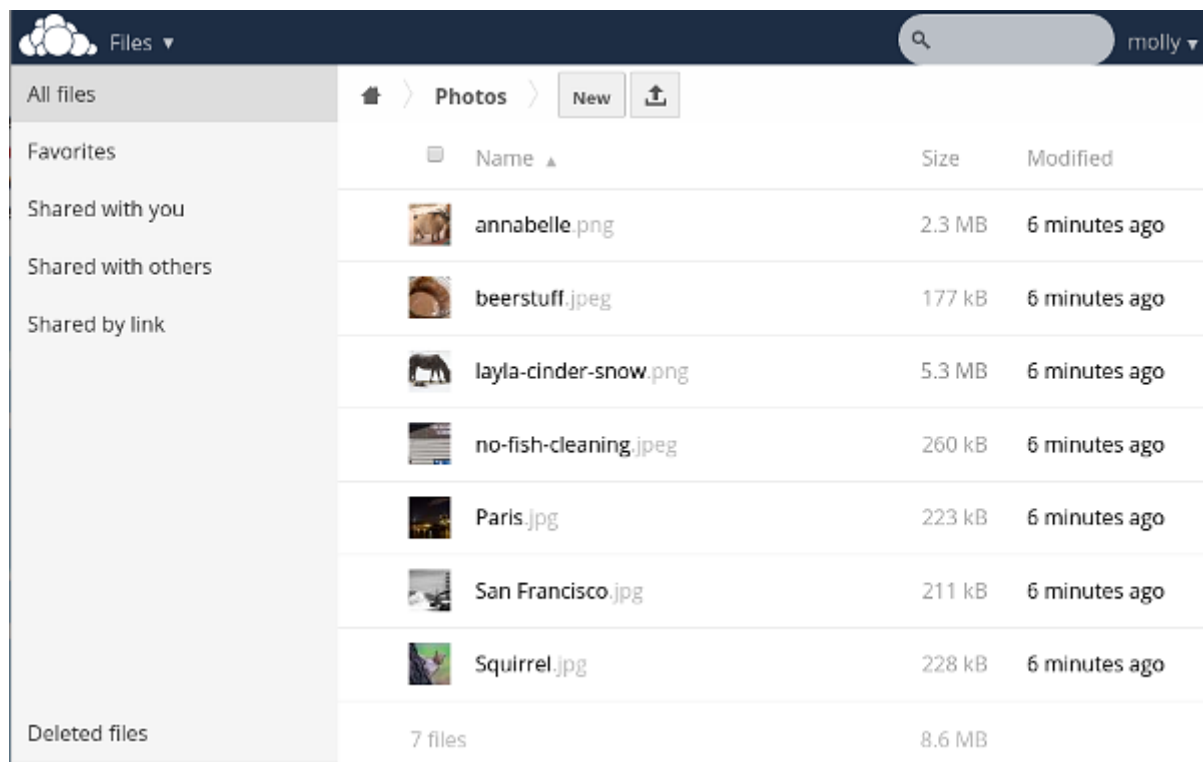 Files ▾ molly ▾
All files
Favorites
Shared with you
Shared with others
Shared by link
Deleted files
Photos New
Name ▴ Size Modified
annabelle.png 2.3 MB 6 minutes ago
beerstuff.jpeg 177 kB 6 minutes ago
layla-cinder-snow.png 5.3 MB 6 minutes ago
no-fish-cleaning.jpeg 260 kB 6 minutes ago
Paris.jpg 223 kB 6 minutes ago
San Francisco.jpg 211 kB 6 minutes ago
Squirrel.jpg 228 kB 6 minutes ago
7 files 8.6 MB